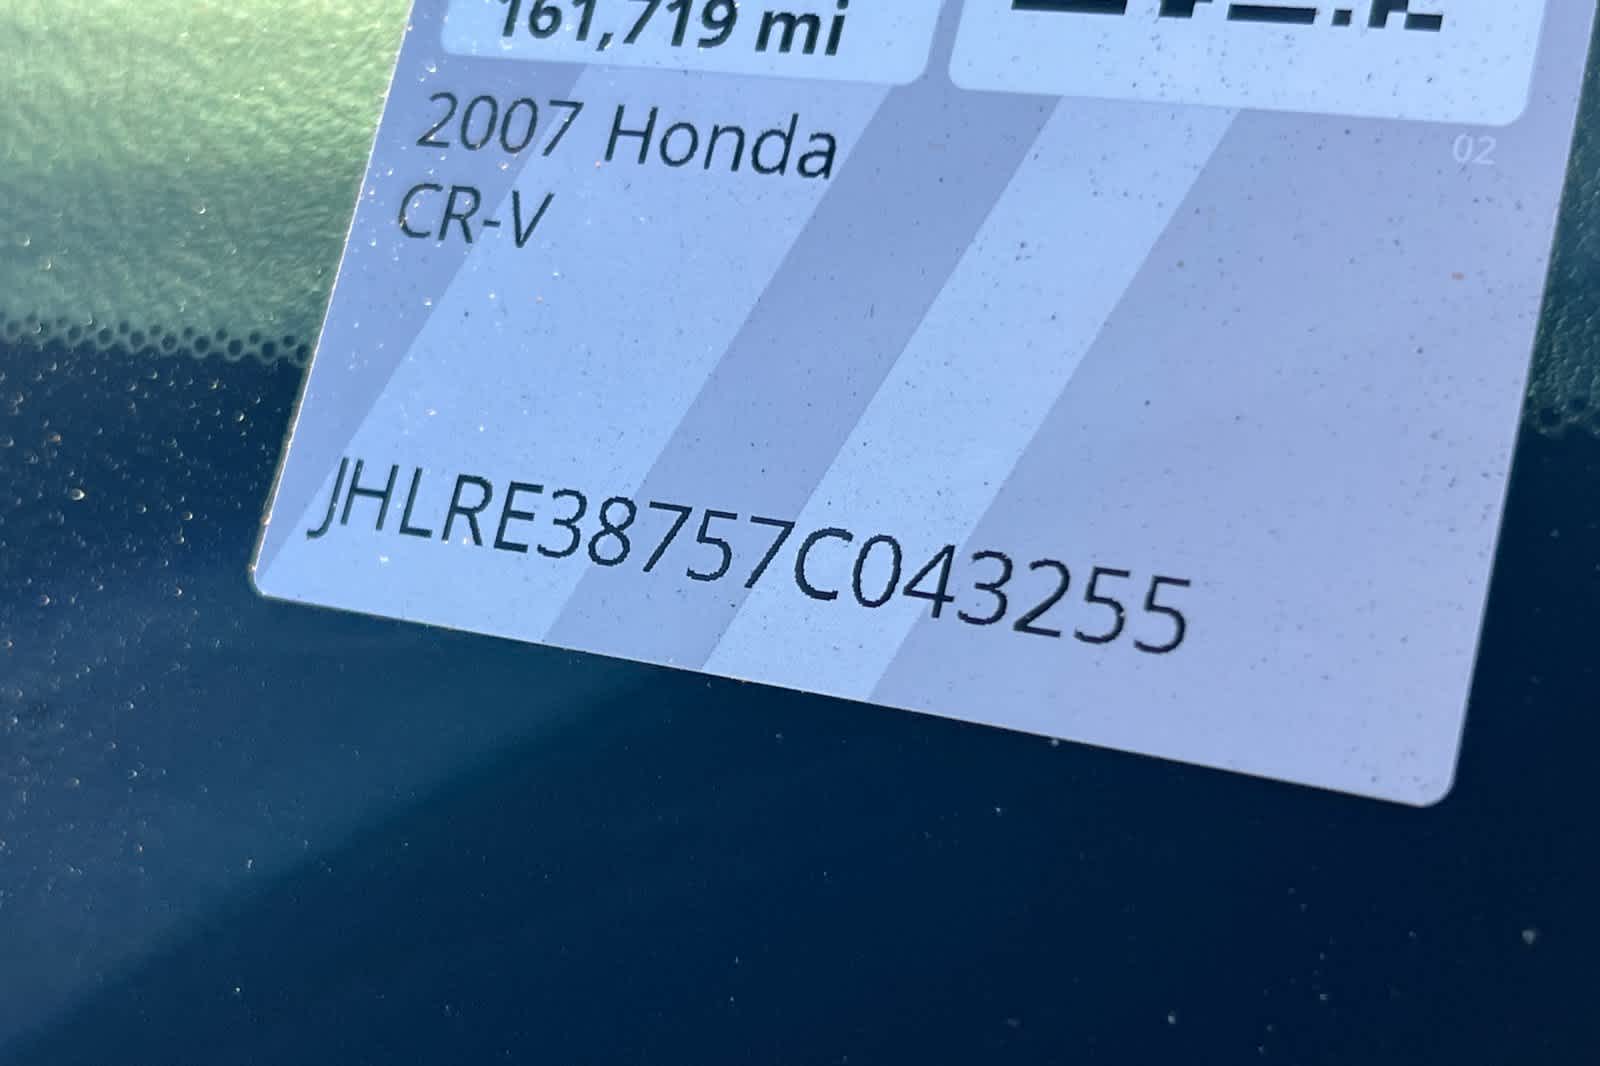 161,719 mi
02
2007 Honda
CR-V
JHLRE38757C043255